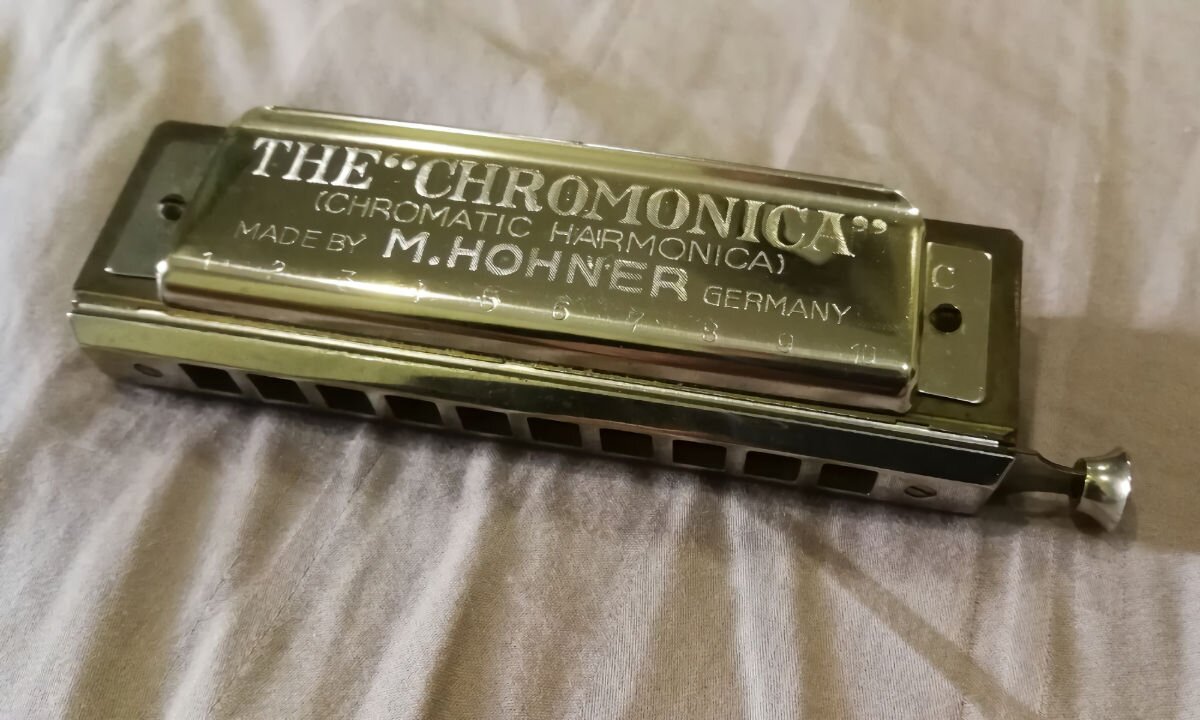 THE “CHROMONICA”
(CHROMATIC HARMONICA)
MADE BY M. HOHNER GERMANY
C
1 2 3 4 5 6 7 8 9 10